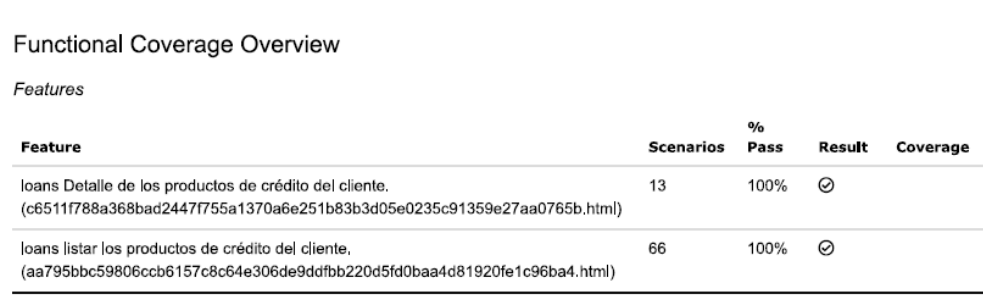 Functional Coverage Overview
Features
Feature Scenarios % Pass Result Coverage
loans Detalle de los productos de crédito del cliente. 13 100%
(c6511f788a368bad2447f755a1370a6e251b83b3d05e0235c91359e27aa0765b.html)
loans listar los productos de crédito del cliente. 66 100%
(aa795bbc59806ccb6157c8c64e306de9ddfbb220d5fd0baa4d81920fe1c96ba4.html)